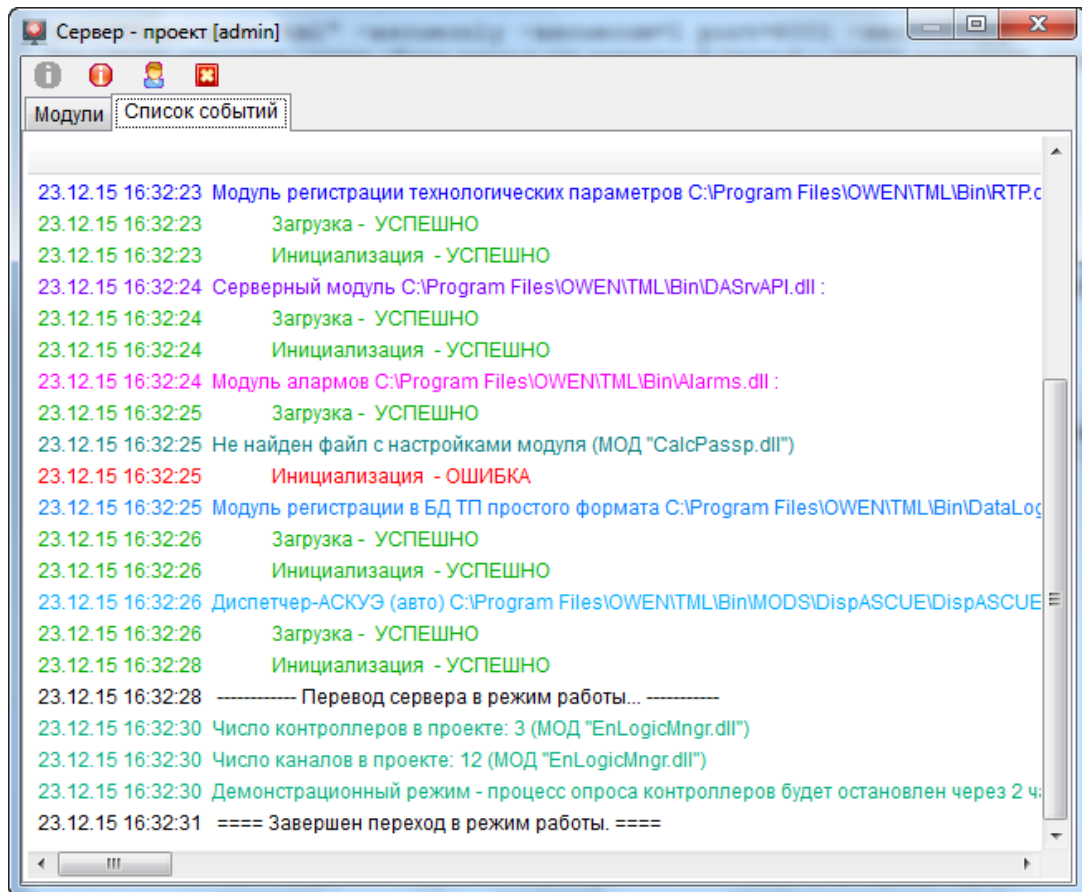 Сервер - проект [admin]
Модули
Список событий
23.12.15 16:32:23 Модуль регистрации технологических параметров C:\Program Files\OWEN\TML\Bin\RTP.d
23.12.15 16:32:23 Загрузка - УСПЕШНО
23.12.15 16:32:23 Инициализация - УСПЕШНО
23.12.15 16:32:24 Серверный модуль C:\Program Files\OWEN\TML\Bin\DASrvAPI.dll :
23.12.15 16:32:24 Загрузка - УСПЕШНО
23.12.15 16:32:24 Инициализация - УСПЕШНО
23.12.15 16:32:24 Модуль алармов C:\Program Files\OWEN\TML\Bin\Alarms.dll :
23.12.15 16:32:25 Загрузка - УСПЕШНО
23.12.15 16:32:25 Не найден файл с настройками модуля (МОД "CalcPassp.dll")
23.12.15 16:32:25 Инициализация - ОШИБКА
23.12.15 16:32:25 Модуль регистрации в БД ТП простого формата C:\Program Files\OWEN\TML\Bin\DataLog
23.12.15 16:32:26 Загрузка - УСПЕШНО
23.12.15 16:32:26 Инициализация - УСПЕШНО
23.12.15 16:32:26 Диспетчер-АСКУЭ (авто) C:\Program Files\OWEN\TML\Bin\MODS\DispASCUE\DispASCUE
23.12.15 16:32:26 Загрузка - УСПЕШНО
23.12.15 16:32:28 Инициализация - УСПЕШНО
23.12.15 16:32:28 ------------ Перевод сервера в режим работы... -----------
23.12.15 16:32:30 Число контроллеров в проекте: 3 (МОД "EnLogicMngr.dll")
23.12.15 16:32:30 Число каналов в проекте: 12 (МОД "EnLogicMngr.dll")
23.12.15 16:32:30 Демонстрационный режим - процесс опроса контроллеров будет остановлен через 2 ча
23.12.15 16:32:31 ==== Завершен переход в режим работы. ====